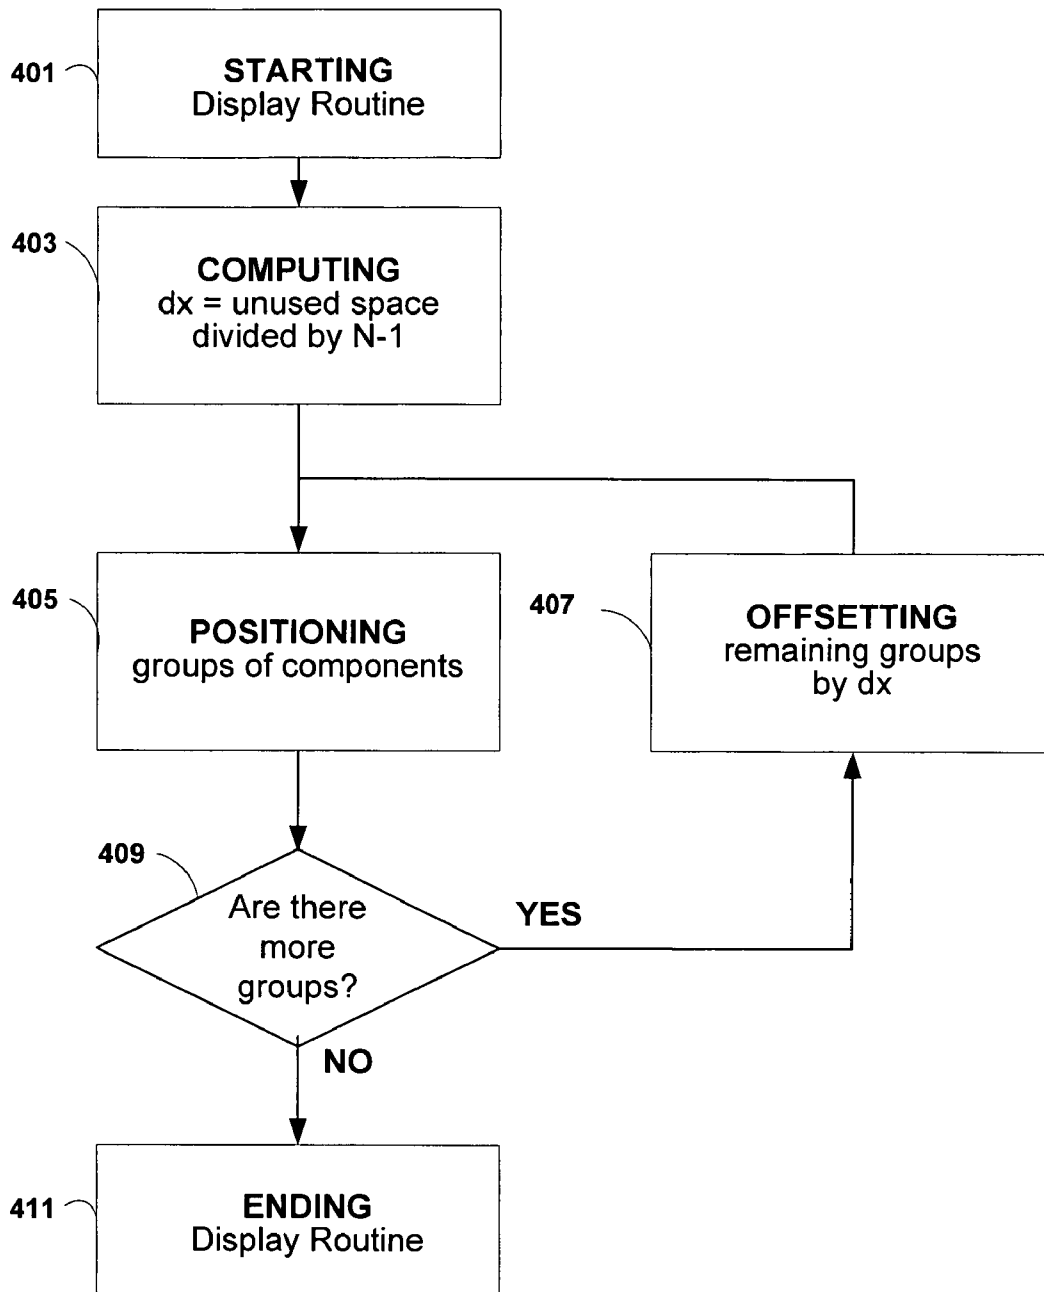 401
STARTING
Display Routine
403
COMPUTING
dx = unused space
divided by N-1
405
POSITIONING
groups of components
407
OFFSETTING
remaining groups
by dx
409
Are there
more
groups?
YES
NO
411
ENDING
Display Routine